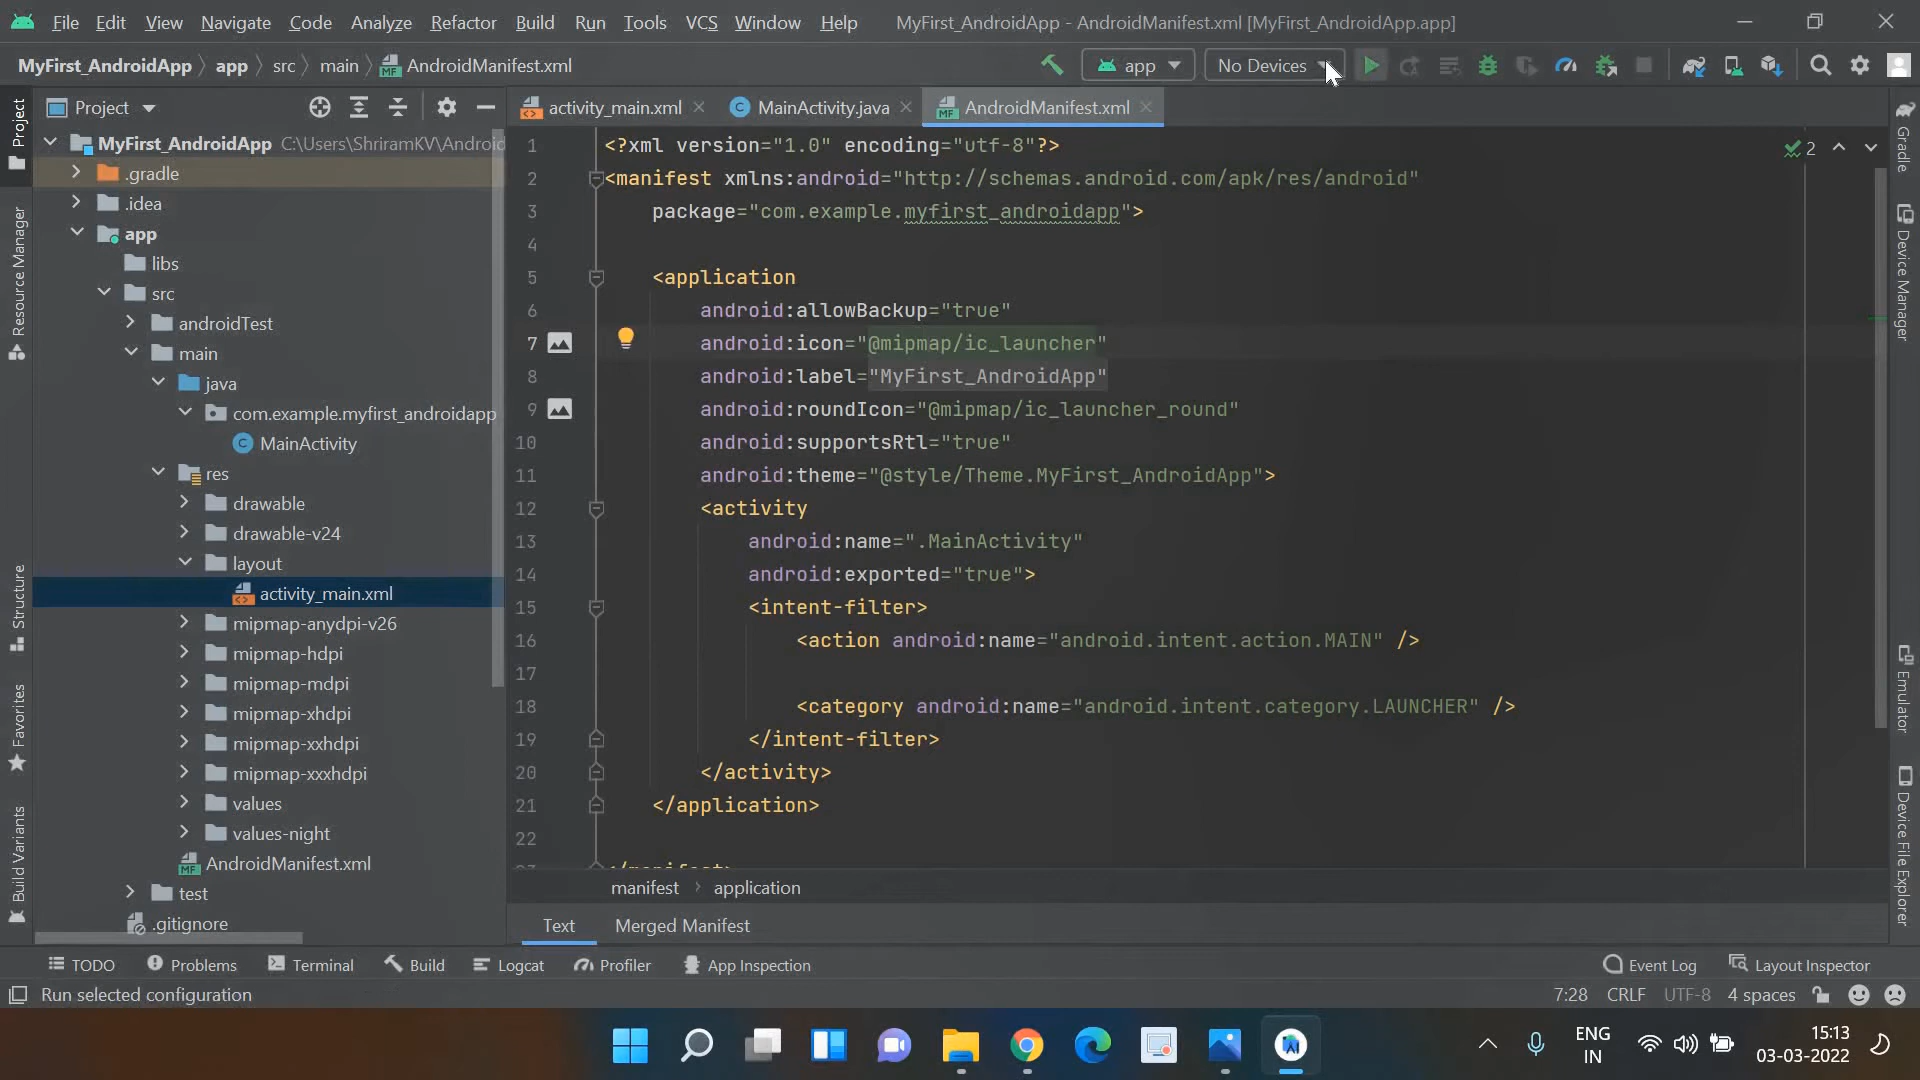 File Edit View Navigate Code Analyze Refactor Build Run Tools VCS Window Help MyFirst_AndroidApp - AndroidManifest.xml [MyFirst_AndroidApp.app]
MyFirst_AndroidApp app src main AndroidManifest.xml app No Devices
Project activity_main.xml MainActivity.java AndroidManifest.xml
MyFirst_AndroidApp C:\Users\ShriramKV\Android
.gradle
.idea
app
libs
src
androidTest
main
java
com.example.myfirst_androidapp
MainActivity
res
drawable
drawable-v24
layout
activity_main.xml
mipmap-anydpi-v26
mipmap-hdpi
mipmap-mdpi
mipmap-xhdpi
mipmap-xxhdpi
mipmap-xxxhdpi
values
values-night
AndroidManifest.xml
test
.gitignore
Project
Resource Manager
Structure
Favorites
Build Variants
1 <?xml version="1.0" encoding="utf-8"?>
2 <manifest xmlns:android="http://schemas.android.com/apk/res/android"
3 package="com.example.myfirst_androidapp">
4
5 <application
6 android:allowBackup="true"
7 android:icon="@mipmap/ic_launcher"
8 android:label="MyFirst_AndroidApp"
9 android:roundIcon="@mipmap/ic_launcher_round"
10 android:supportsRtl="true"
11 android:theme="@style/Theme.MyFirst_AndroidApp">
12 <activity
13 android:name=".MainActivity"
14 android:exported="true">
15 <intent-filter>
16 <action android:name="android.intent.action.MAIN" />
17
18 <category android:name="android.intent.category.LAUNCHER" />
19 </intent-filter>
20 </activity>
21 </application>
22
2
manifest application
Text Merged Manifest
Gradle
Device Manager
Emulator
Device File Explorer
TODO Problems Terminal Build Logcat Profiler App Inspection Event Log Layout Inspector
Run selected configuration 7:28 CRLF UTF-8 4 spaces
ENG
IN
15:13
03-03-2022